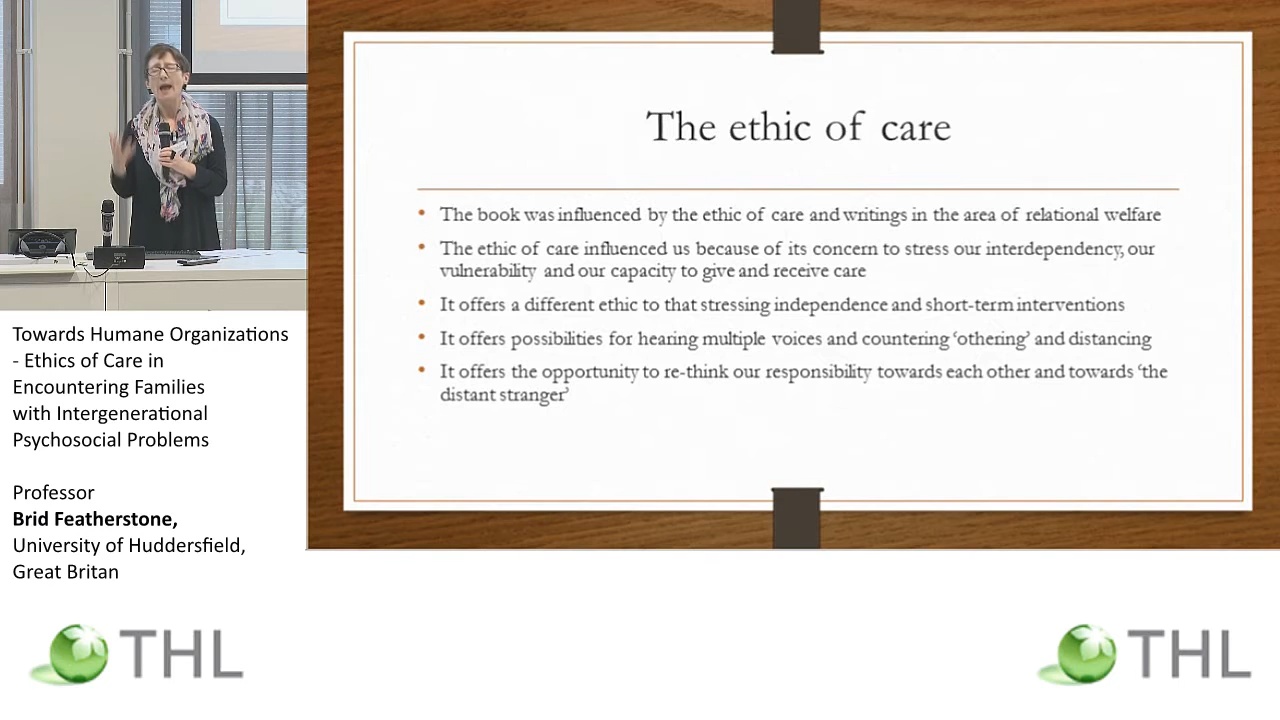 The ethic of care
• The book was influenced by the ethic of care and writings in the area of relational welfare
• The ethic of care influenced us because of its concern to stress our interdependency, our
vulnerability and our capacity to give and receive care
• It offers a different ethic to that stressing independence and short-term interventions
• It offers possibilities for hearing multiple voices and countering ‘othering’ and distancing
• It offers the opportunity to re-think our responsibility towards each other and towards ‘the
distant stranger’
Towards Humane Organizations
- Ethics of Care in
Encountering Families
with Intergenerational
Psychosocial Problems
Professor
Brid Featherstone,
University of Huddersfield,
Great Britan
THL
THL